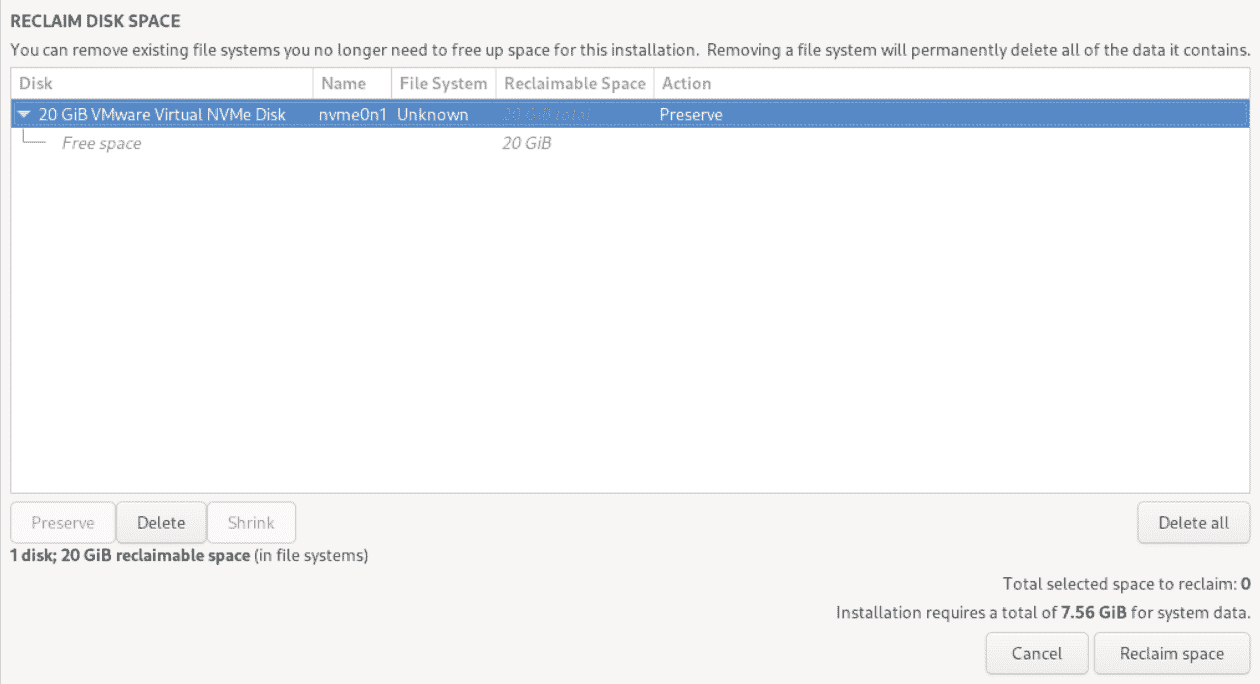 RECLAIM DISK SPACE
You can remove existing file systems you no longer need to free up space for this installation.  Removing a file system will permanently delete all of the data it contains.
Disk Name File System Reclaimable Space Action
20 GiB VMware Virtual NVMe Disk nvme0n1 Unknown 20 GiB total Preserve
Free space 20 GiB
Preserve Delete Shrink Delete all
1 disk; 20 GiB reclaimable space (in file systems)
Total selected space to reclaim: 0
Installation requires a total of 7.56 GiB for system data.
Cancel Reclaim space